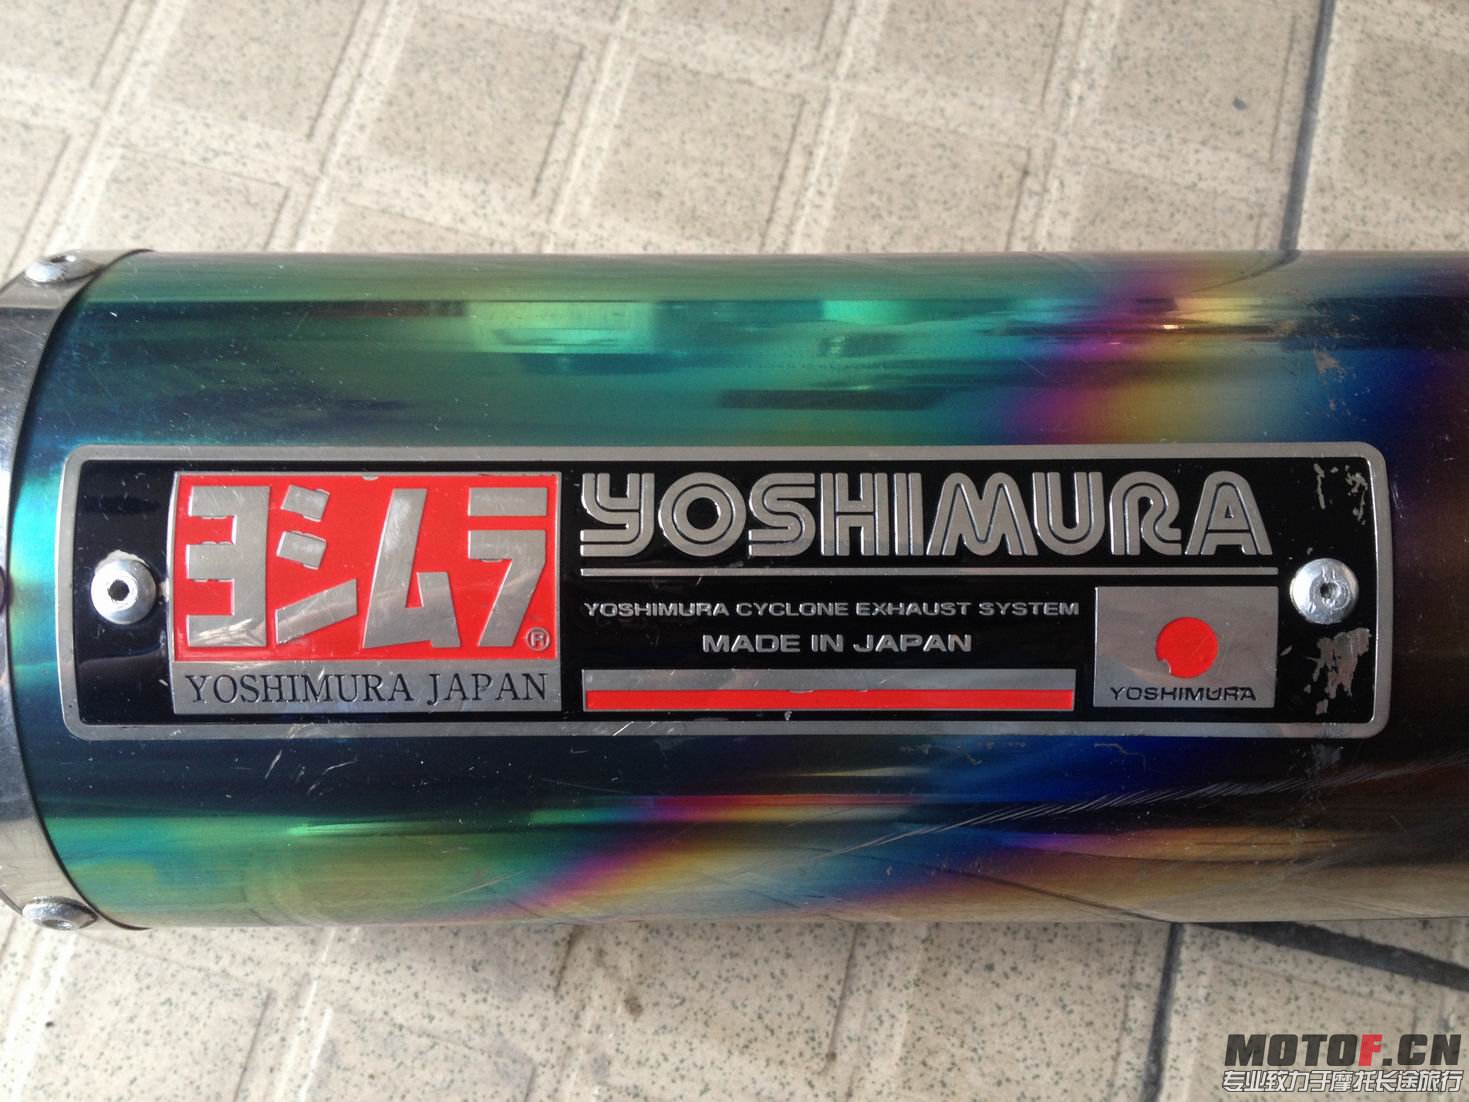 ヨシムラ
®
YOSHIMURA JAPAN
YOSHIMURA
YOSHIMURA CYCLONE EXHAUST SYSTEM
MADE IN JAPAN
YOSHIMURA
MOTOF.CN
专业致力于摩托长途旅行